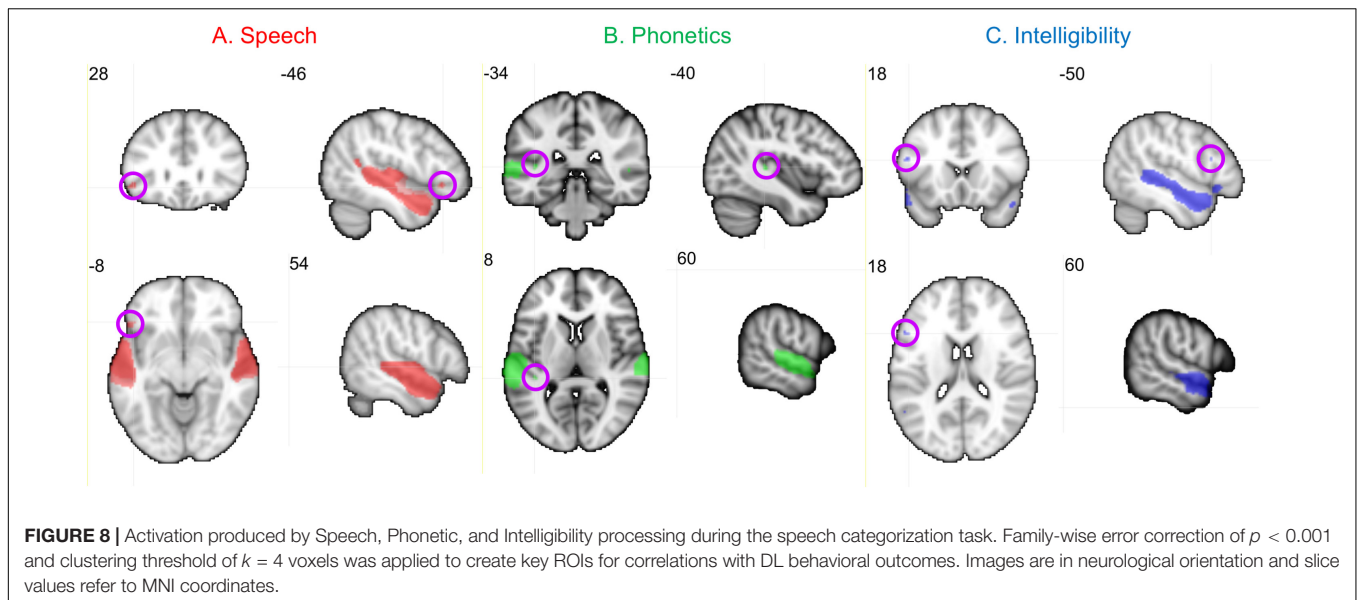 A. Speech
B. Phonetics
C. Intelligibility
28
-46
-34
-40
18
-50
-8
54
8
60
18
60
FIGURE 8 | Activation produced by Speech, Phonetic, and Intelligibility processing during the speech categorization task. Family-wise error correction of p < 0.001
and clustering threshold of k = 4 voxels was applied to create key ROIs for correlations with DL behavioral outcomes. Images are in neurological orientation and slice
values refer to MNI coordinates.